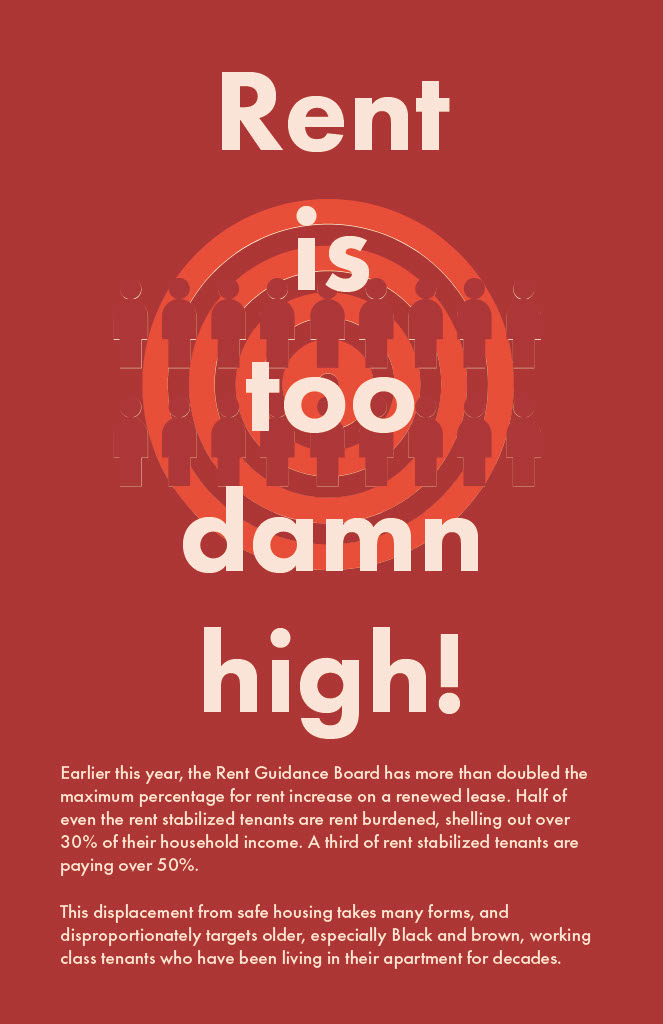 Rent
is
too
damn
high!
Earlier this year, the Rent Guidance Board has more than doubled the
maximum percentage for rent increase on a renewed lease. Half of
even the rent stabilized tenants are rent burdened, shelling out over
30% of their household income. A third of rent stabilized tenants are
paying over 50%.
This displacement from safe housing takes many forms, and
disproportionately targets older, especially Black and brown, working
class tenants who have been living in their apartment for decades.